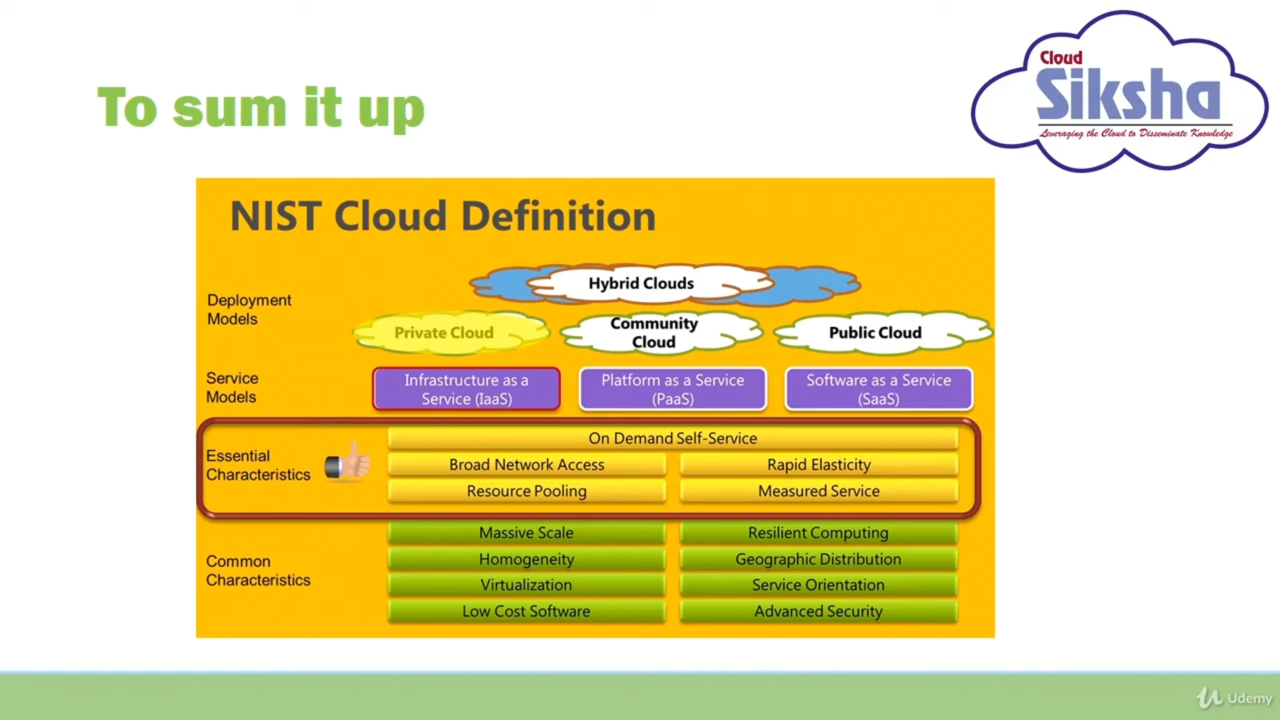 To sum it up
Cloud
Siksha
Leveraging the Cloud to Disseminate Knowledge
NIST Cloud Definition
Deployment
Models
Hybrid Clouds
Private Cloud
Community
Cloud
Public Cloud
Service
Models
Infrastructure as a
Service (IaaS)
Platform as a Service
(PaaS)
Software as a Service
(SaaS)
Essential
Characteristics
On Demand Self-Service
Broad Network Access
Rapid Elasticity
Resource Pooling
Measured Service
Common
Characteristics
Massive Scale
Resilient Computing
Homogeneity
Geographic Distribution
Virtualization
Service Orientation
Low Cost Software
Advanced Security
Udemy